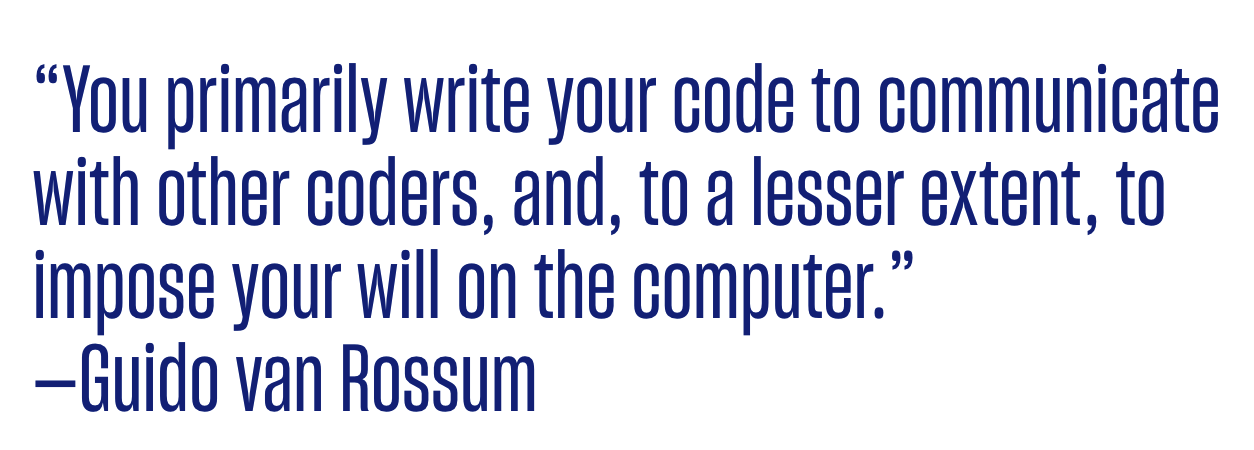 “You primarily write your code to communicate
with other coders, and, to a lesser extent, to
impose your will on the computer.”
—Guido van Rossum